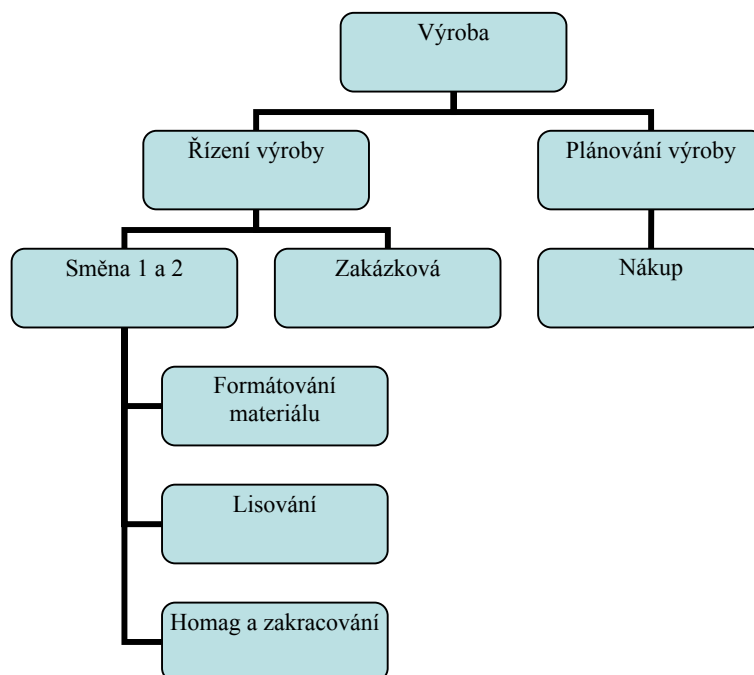 Výroba
Řízení výroby
Plánování výroby
Směna 1 a 2
Zakázková
Nákup
Formátování
materiálu
Lisování
Homag a zakracování